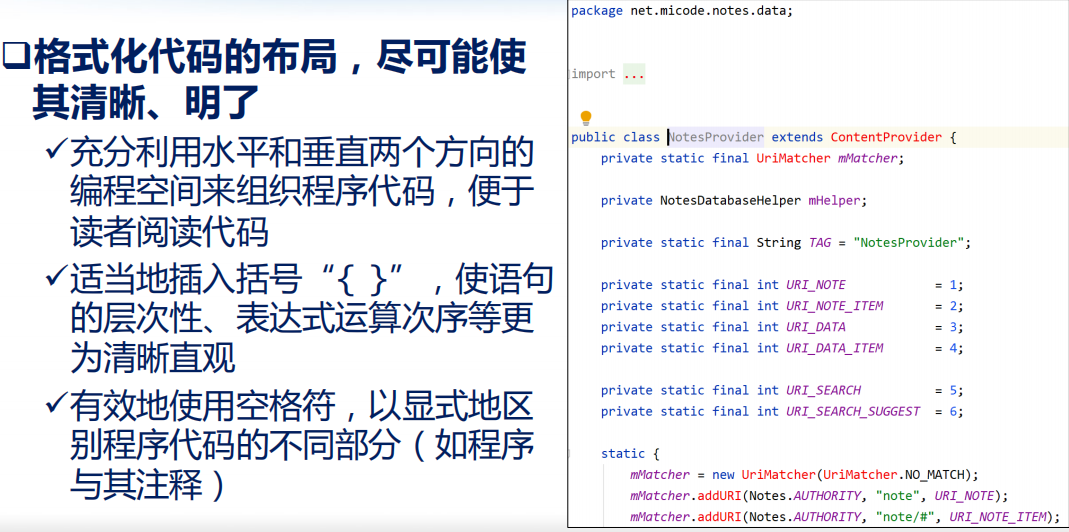 ❑格式化代码的布局，尽可能使
其清晰、明了
✓充分利用水平和垂直两个方向的
编程空间来组织程序代码，便于
读者阅读代码
✓适当地插入括号“{ }”，使语句
的层次性、表达式运算次序等更
为清晰直观
✓有效地使用空格符，以显式地区
别程序代码的不同部分（如程序
与其注释）
package net.micode.notes.data;
import ...
public class NotesProvider extends ContentProvider {
private static final UriMatcher mMatcher;
private NotesDatabaseHelper mHelper;
private static final String TAG = "NotesProvider";
private static final int URI_NOTE = 1;
private static final int URI_NOTE_ITEM = 2;
private static final int URI_DATA = 3;
private static final int URI_DATA_ITEM = 4;
private static final int URI_SEARCH = 5;
private static final int URI_SEARCH_SUGGEST = 6;
static {
mMatcher = new UriMatcher(UriMatcher.NO_MATCH);
mMatcher.addURI(Notes.AUTHORITY, "note", URI_NOTE);
mMatcher.addURI(Notes.AUTHORITY, "note/#", URI_NOTE_ITEM);